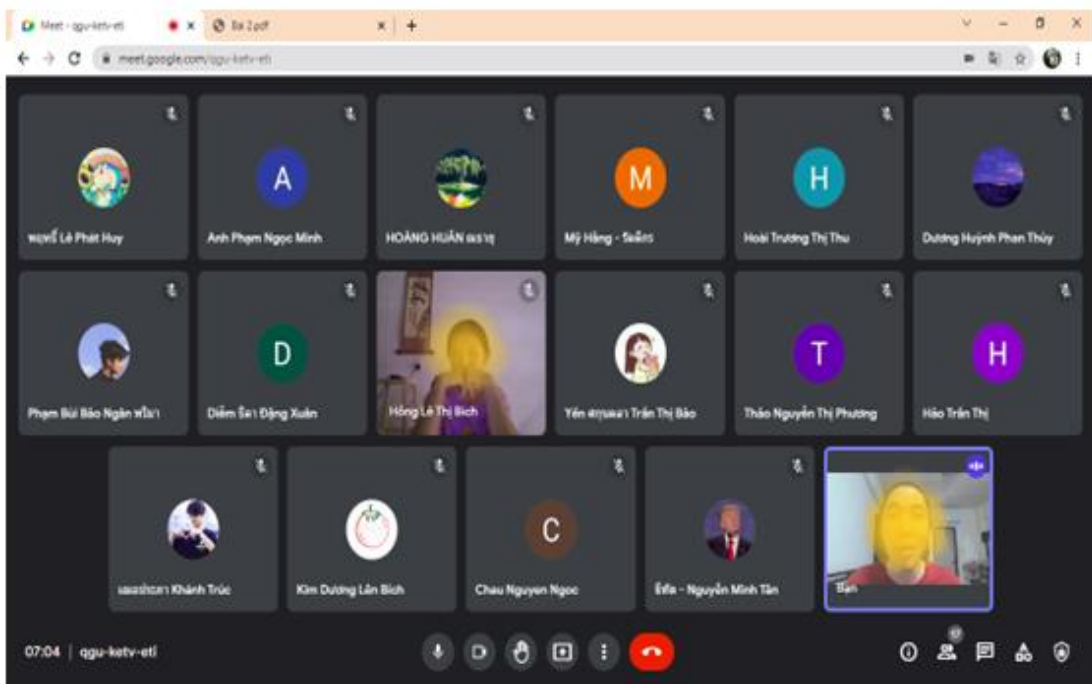 Meet - qgu-ketv-eti
Bai 2.pdf
meet.google.com/qgu-ketv-eti
Lê Phát Huy
A
Anh Phạm Ngọc Minh
HOÀNG HUÂN
M
Mỹ Hằng -
H
Hoài Trương Thị Thu
Dương Huỳnh Phan Thùy
Phạm Bùi Bảo Ngân
D
Diễm Đặng Xuân
Hồng Lê Thị Bích
Yến Trần Thị Bảo
T
Thảo Nguyễn Thị Phương
H
Hảo Trần Thị
Khánh Trúc
Kim Dương Lân Bích
C
Chau Nguyen Ngoc
- Nguyễn Minh Tân
Bạn
07:04 | qgu-ketv-eti
17